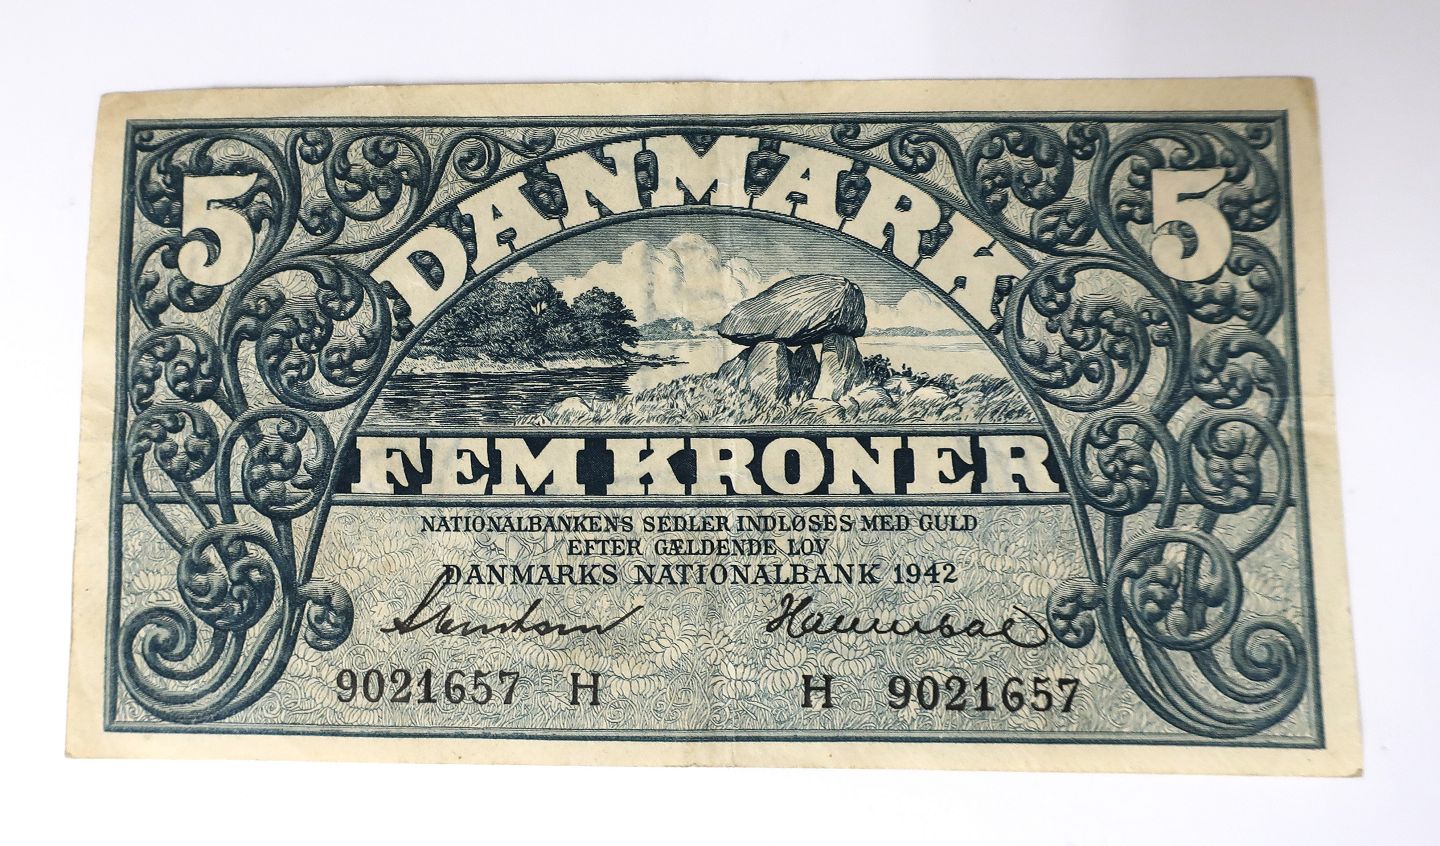 5 5
DANMARK
FEM KRONER
NATIONALBANKENS SEDLER INDLØSES MED GULD
EFTER GÆLDENDE LOV
DANMARKS NATIONALBANK 1942
9021657 H H 9021657